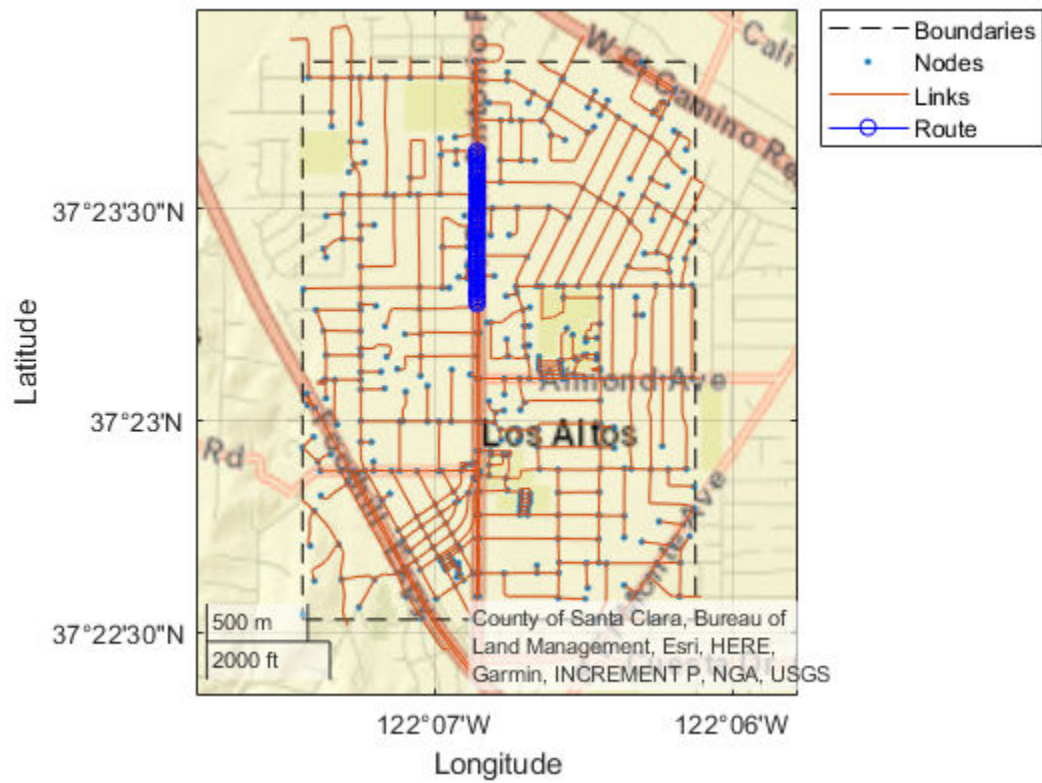 Boundaries
Nodes
Links
Route
W El Camino Re
Cali
37°23'30"N
Latitude
Almond Ave
37°23'N
Los Altos
Rd
Foothill
500 m
2000 ft
37°22'30"N
County of Santa Clara, Bureau of
Land Management, Esri, HERE,
Garmin, INCREMENT P, NGA, USGS
122°07'W
122°06'W
Longitude